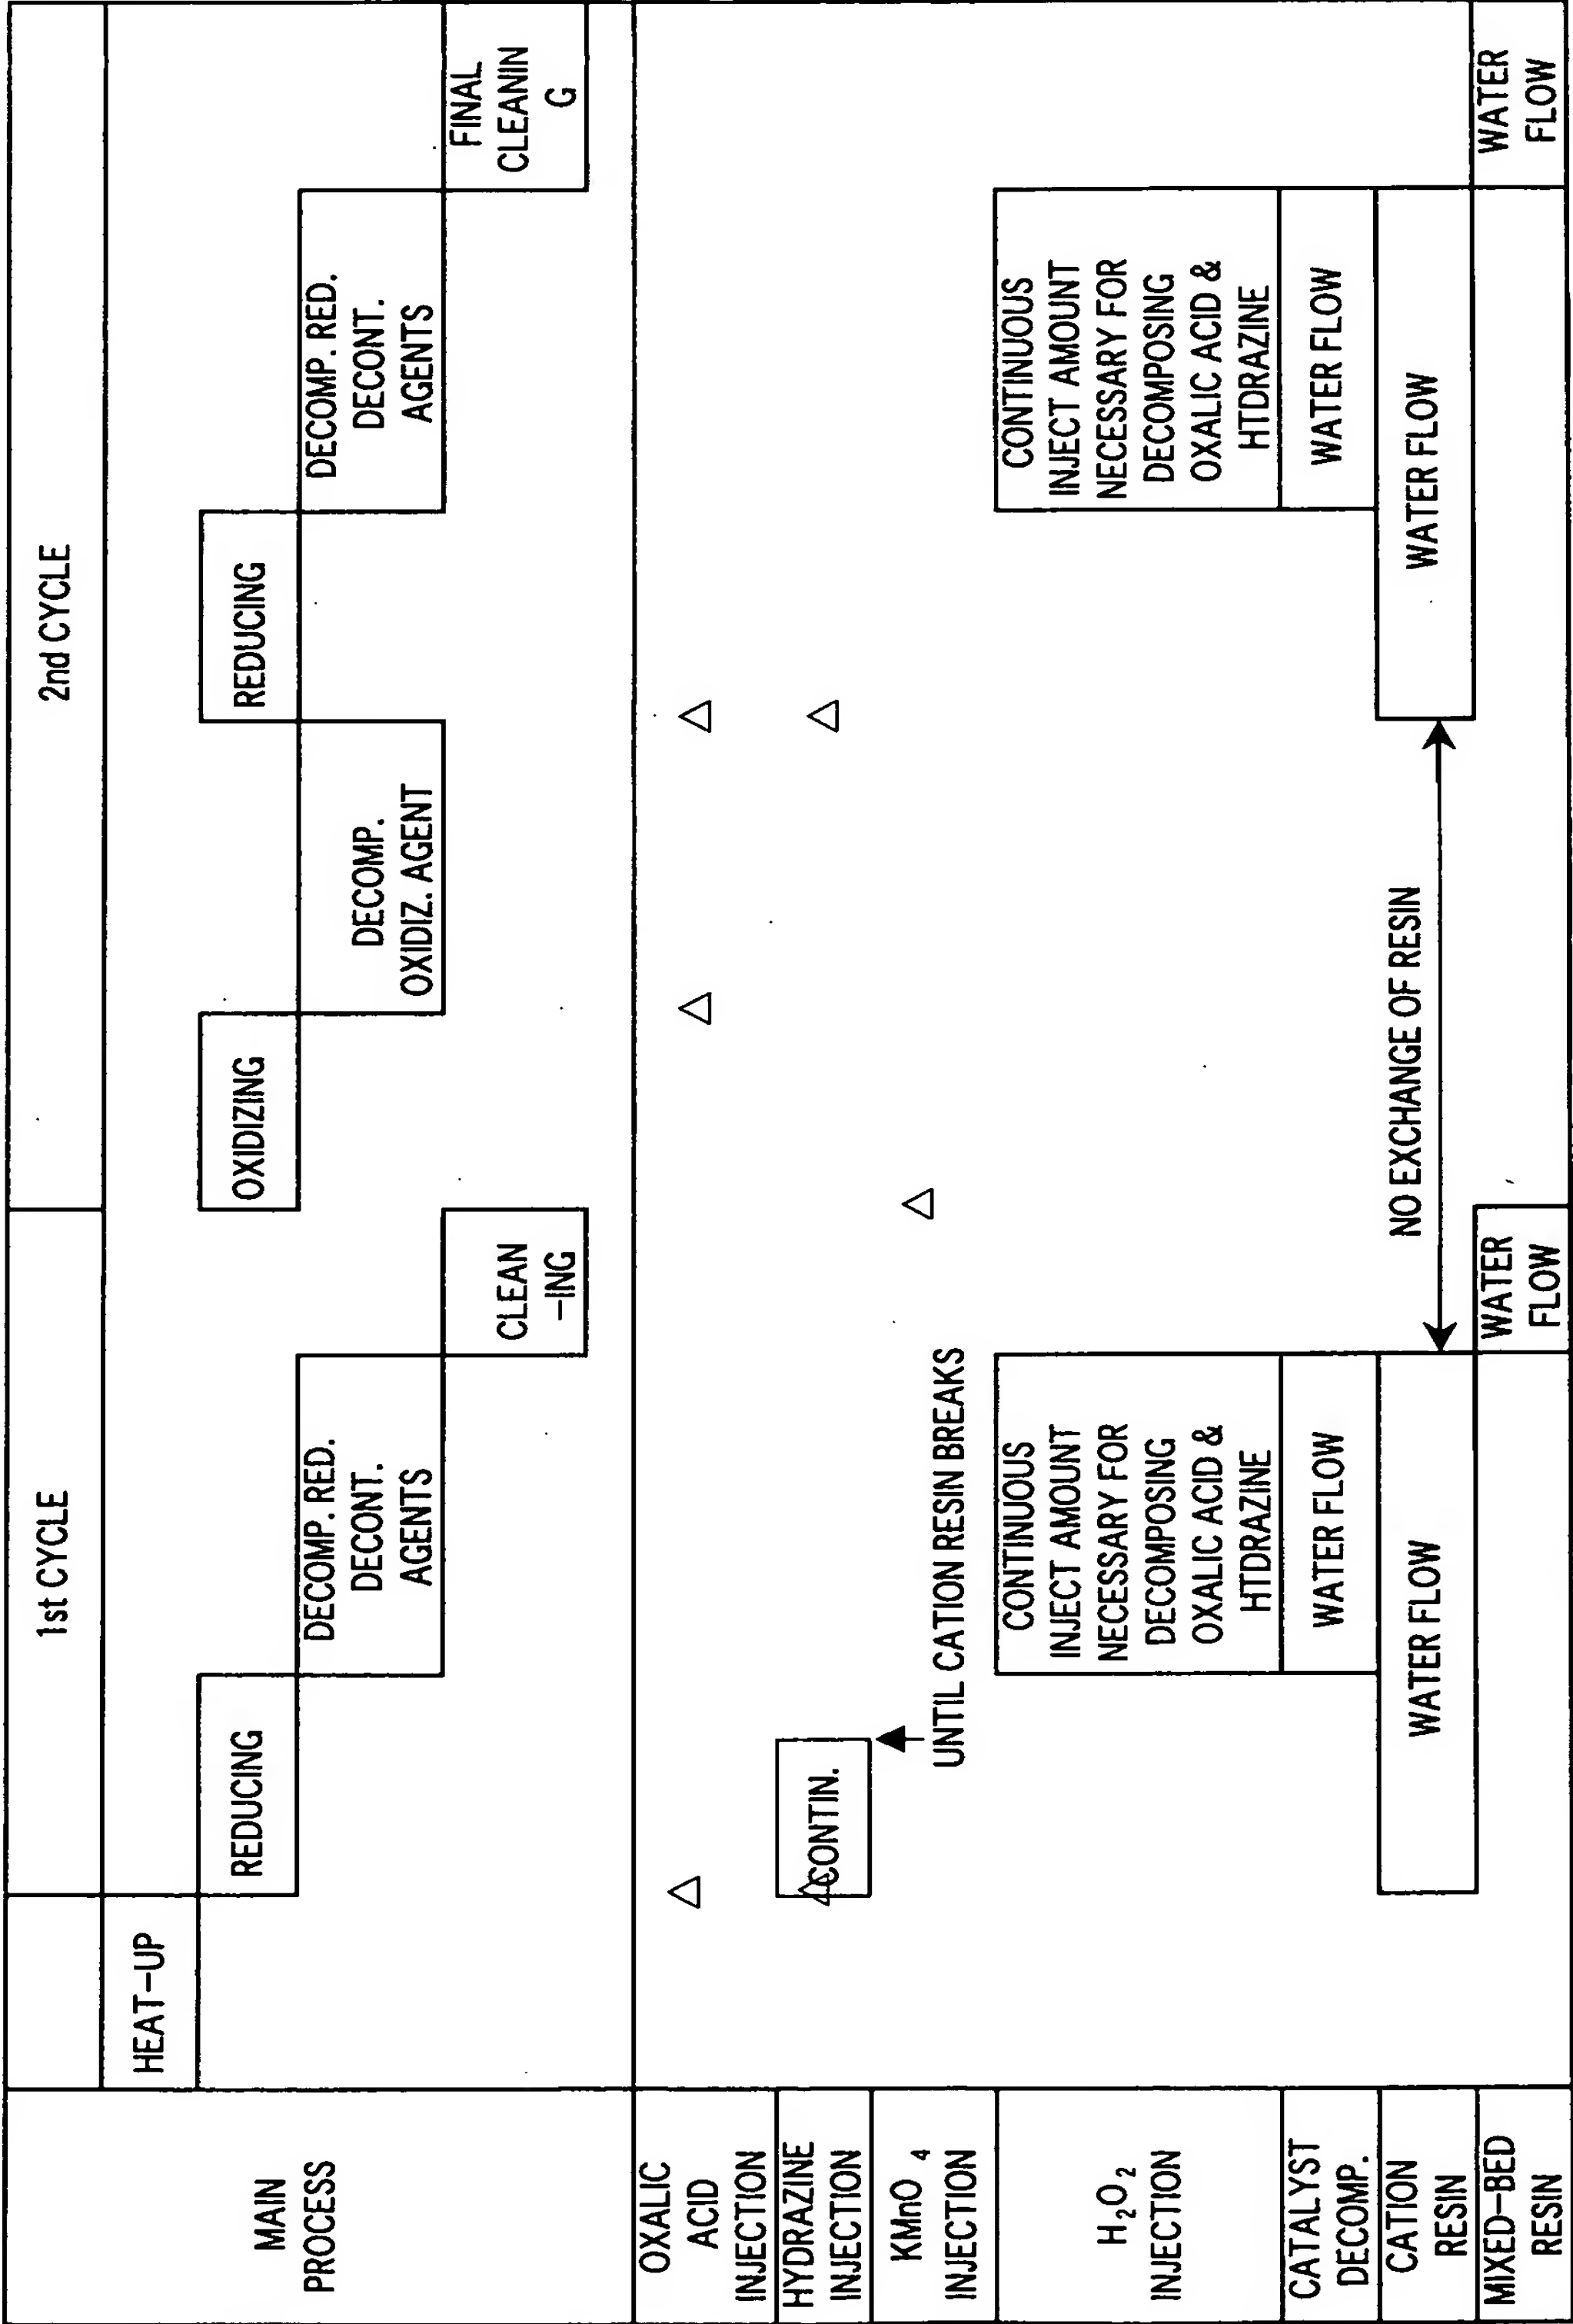 1st CYCLE
2nd CYCLE
MAIN
PROCESS
HEAT-UP
REDUCING
DECOMP. RED.
DECONT.
AGENTS
CLEAN
-ING
OXIDIZING
DECOMP.
OXIDIZ. AGENT
REDUCING
DECOMP. RED.
DECONT.
AGENTS
FINAL
CLEANIN
G
OXALIC
ACID
INJECTION
HYDRAZINE
INJECTION
CONTIN.
KMnO4
INJECTION
UNTIL CATION RESIN BREAKS
H2O2
INJECTION
CONTINUOUS
INJECT AMOUNT
NECESSARY FOR
DECOMPOSING
OXALIC ACID &
HTDRAZINE
CONTINUOUS
INJECT AMOUNT
NECESSARY FOR
DECOMPOSING
OXALIC ACID &
HTDRAZINE
CATALYST
DECOMP.
WATER FLOW
WATER FLOW
CATION
RESIN
WATER FLOW
NO EXCHANGE OF RESIN
WATER FLOW
MIXED-BED
RESIN
WATER
FLOW
WATER
FLOW